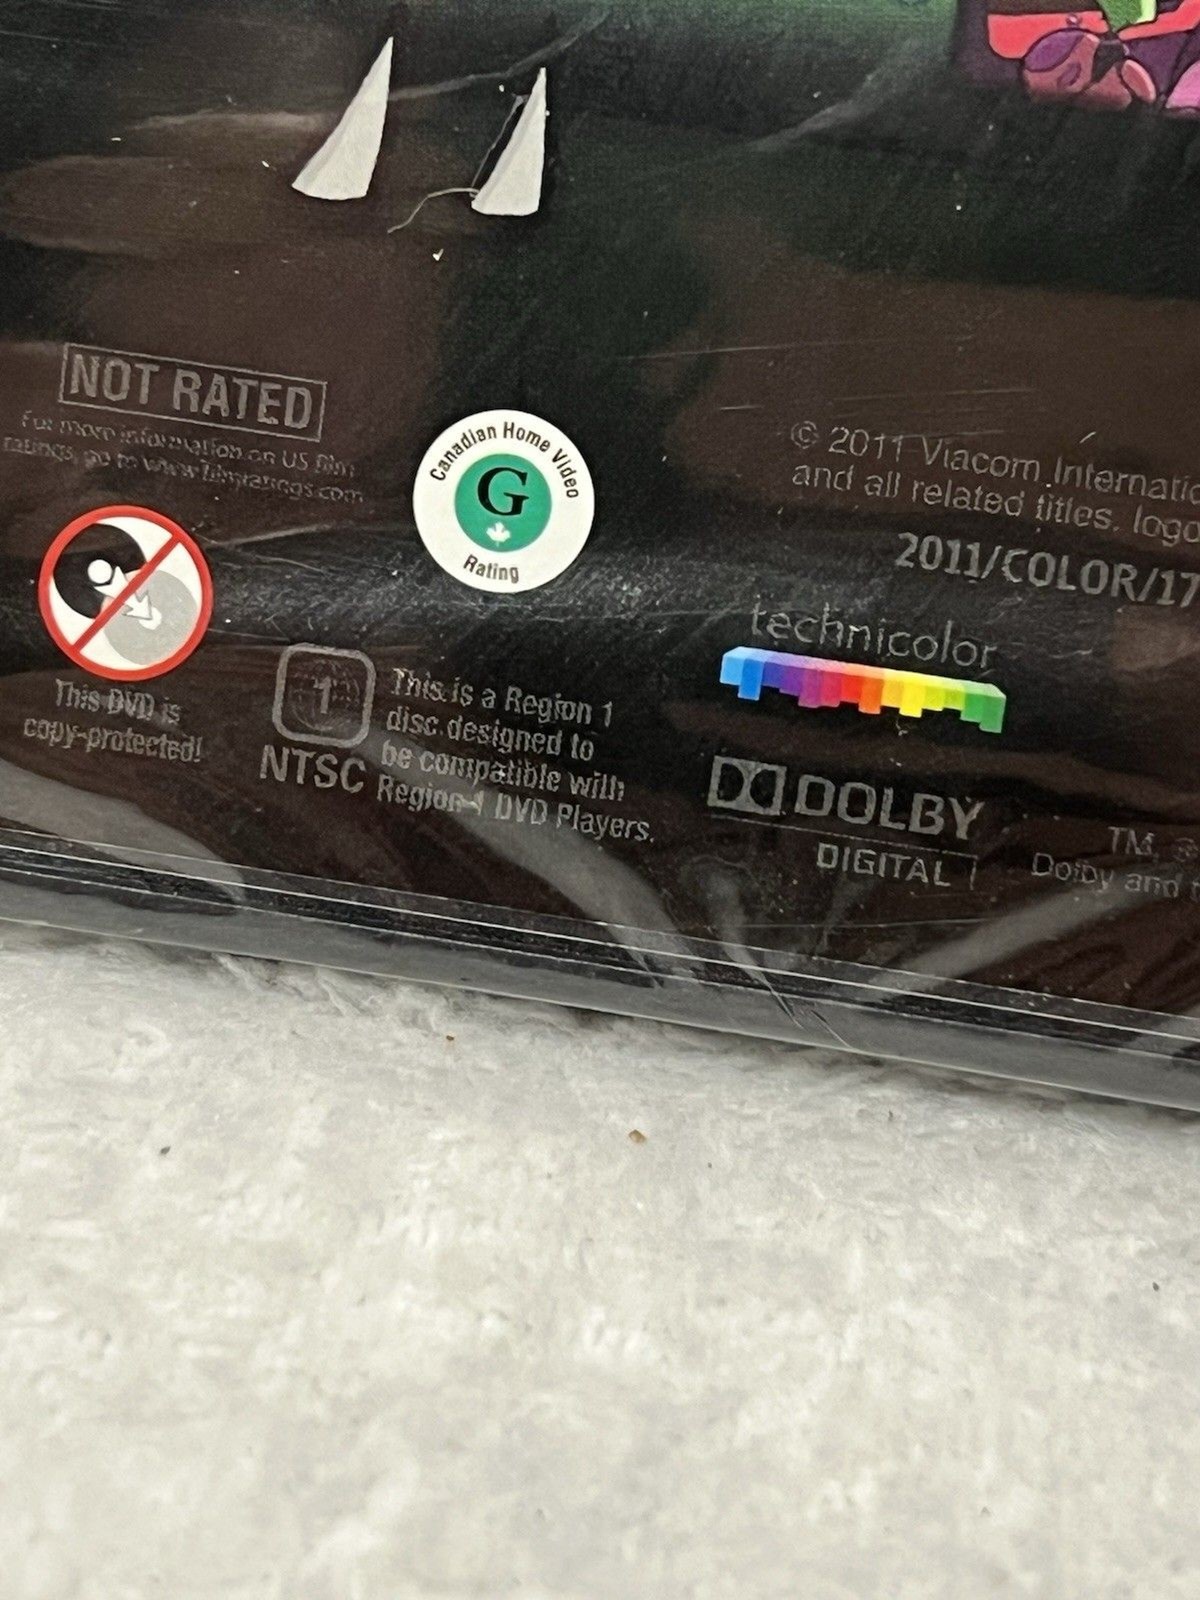 NOT RATED
For more information on US film
ratings, go to www.filmratings.com
Canadian Home Video
G
Rating
This DVD is
copy-protected!
1
NTSC
This is a Region 1
disc designed to
be compatible with
Region 1 DVD Players.
© 2011 Viacom Internatio
and all related titles, logo
2011/COLOR/17
technicolor
DOLBY
DIGITAL
TM,
Dolby and